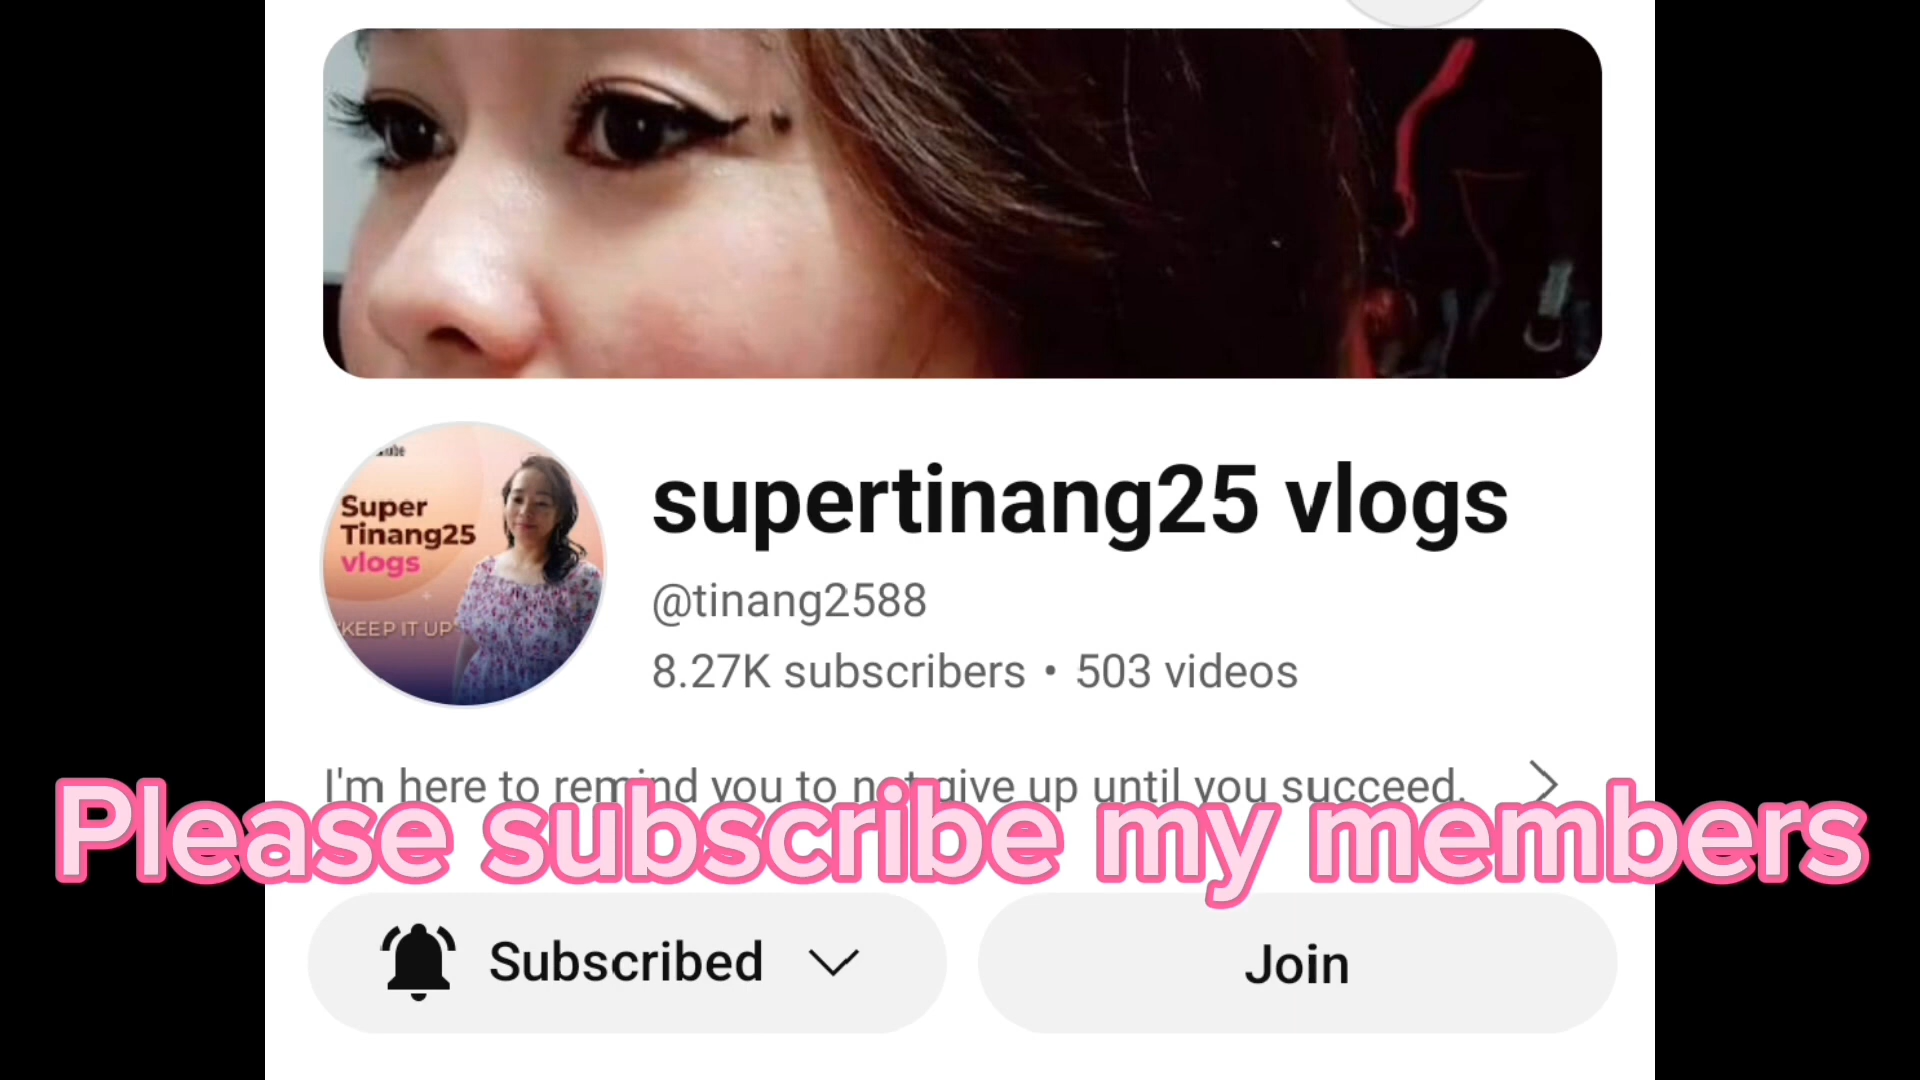 Super
Tinang25
vlogs
"KEEP IT UP"
supertinang25 vlogs
@tinang2588
8.27K subscribers • 503 videos
I'm here to remind you to not give up until you succeed.
Please subscribe my members
Subscribed
Join